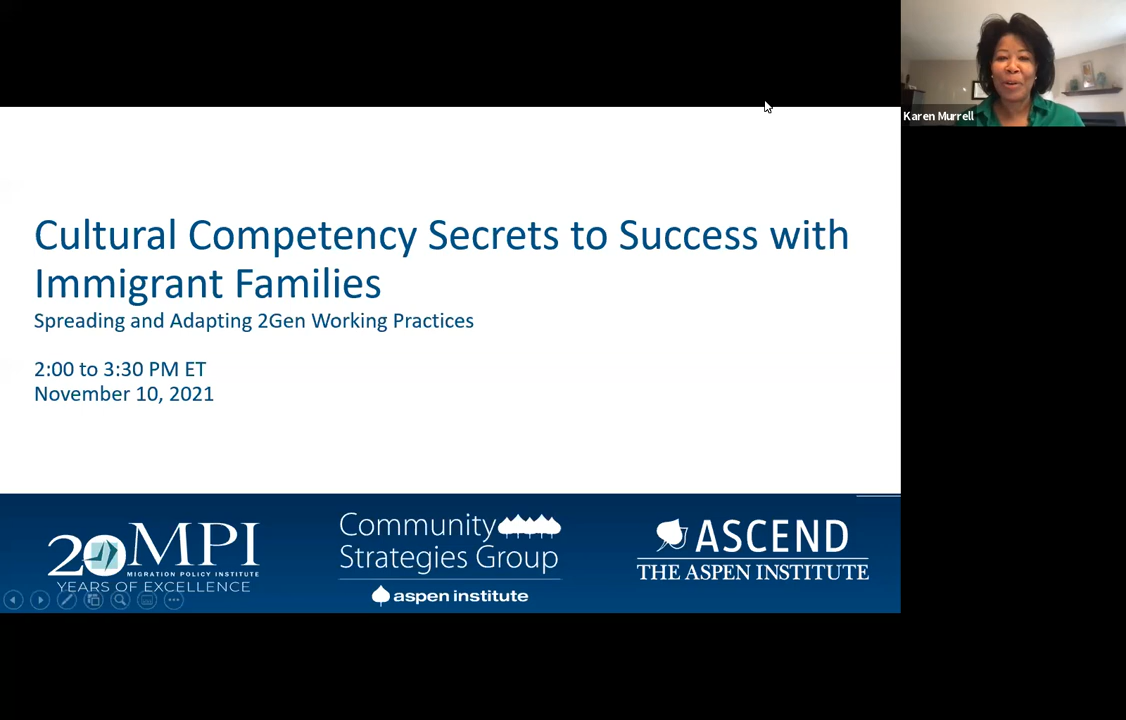 Karen Murrell
Cultural Competency Secrets to Success with
Immigrant Families
Spreading and Adapting 2Gen Working Practices
2:00 to 3:30 PM ET
November 10, 2021
20 MPI
MIGRATION POLICY INSTITUTE
YEARS OF EXCELLENCE
Community
Strategies Group
aspen institute
ASCEND
THE ASPEN INSTITUTE